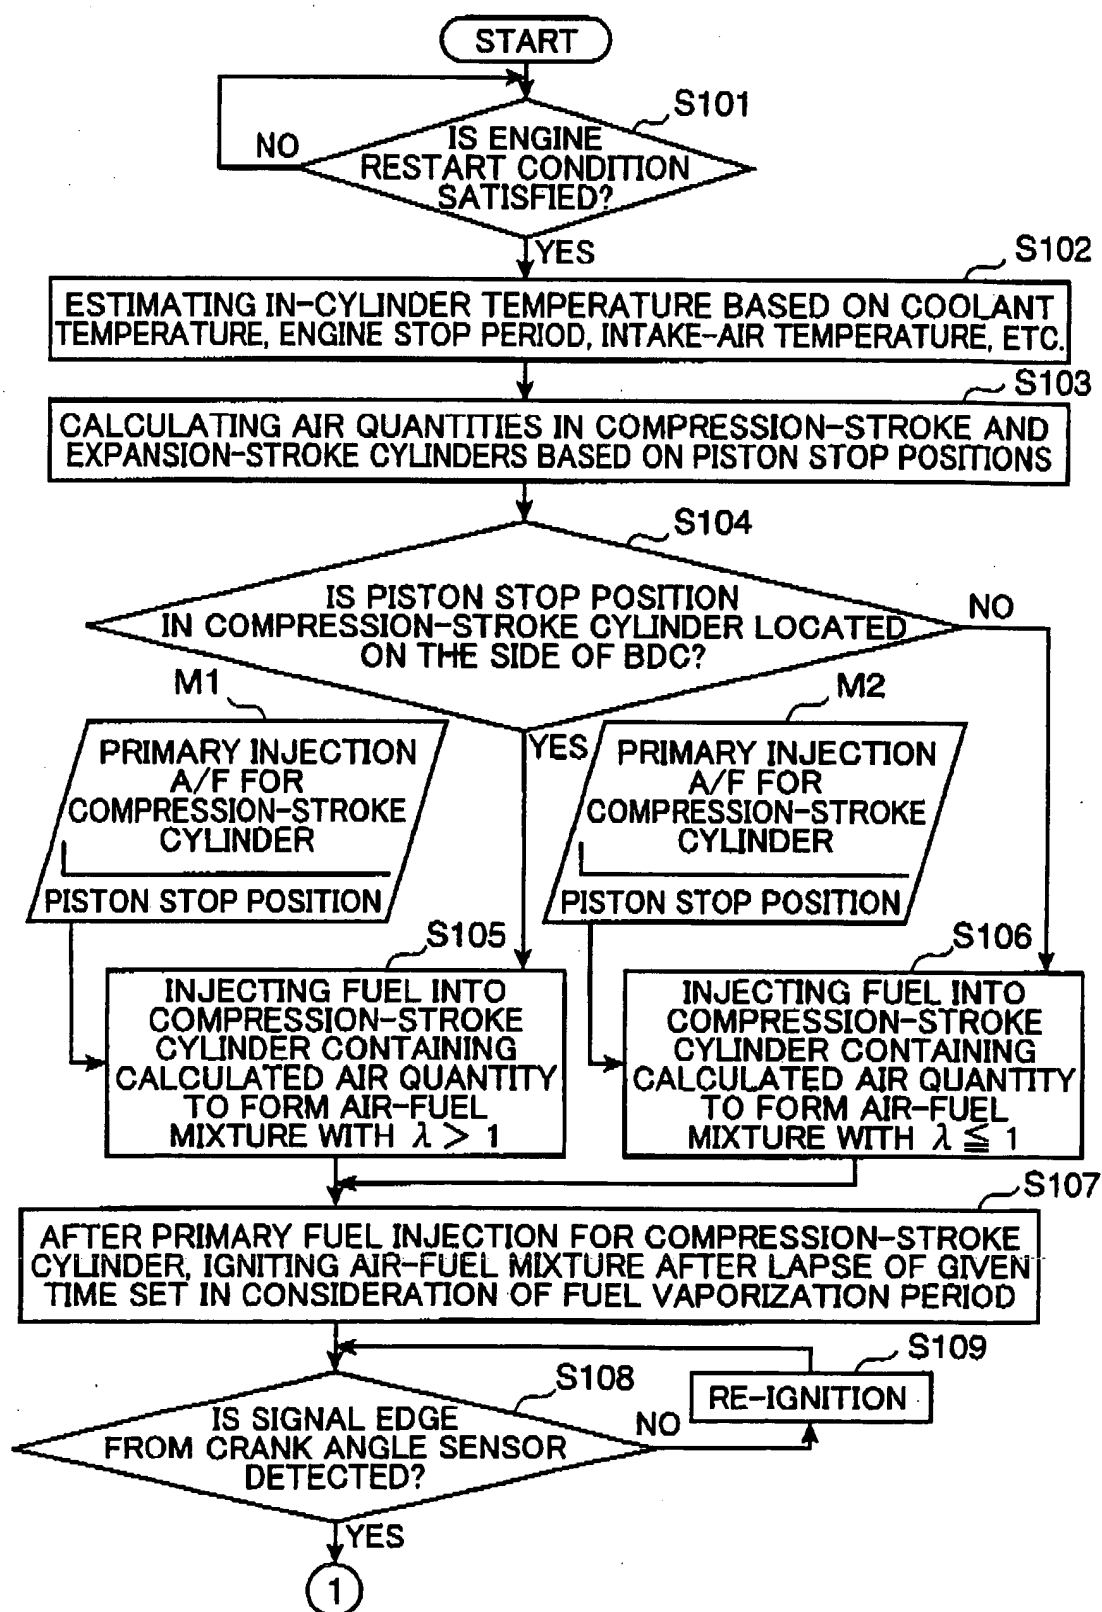 START
S101
NO
IS ENGINE
RESTART CONDITION
SATISFIED?
YES
S102
ESTIMATING IN-CYLINDER TEMPERATURE BASED ON COOLANT
TEMPERATURE, ENGINE STOP PERIOD, INTAKE-AIR TEMPERATURE, ETC.
S103
CALCULATING AIR QUANTITIES IN COMPRESSION-STROKE AND
EXPANSION-STROKE CYLINDERS BASED ON PISTON STOP POSITIONS
S104
IS PISTON STOP POSITION
IN COMPRESSION-STROKE CYLINDER LOCATED
ON THE SIDE OF BDC?
NO
YES
M1
PRIMARY INJECTION
A/F FOR
COMPRESSION-STROKE
CYLINDER
PISTON STOP POSITION
M2
PRIMARY INJECTION
A/F FOR
COMPRESSION-STROKE
CYLINDER
PISTON STOP POSITION
S105
INJECTING FUEL INTO
COMPRESSION-STROKE
CYLINDER CONTAINING
CALCULATED AIR QUANTITY
TO FORM AIR-FUEL
MIXTURE WITH λ > 1
S106
INJECTING FUEL INTO
COMPRESSION-STROKE
CYLINDER CONTAINING
CALCULATED AIR QUANTITY
TO FORM AIR-FUEL
MIXTURE WITH λ ≦ 1
S107
AFTER PRIMARY FUEL INJECTION FOR COMPRESSION-STROKE
CYLINDER, IGNITING AIR-FUEL MIXTURE AFTER LAPSE OF GIVEN
TIME SET IN CONSIDERATION OF FUEL VAPORIZATION PERIOD
S108
IS SIGNAL EDGE
FROM CRANK ANGLE SENSOR
DETECTED?
NO
S109
RE-IGNITION
YES
1